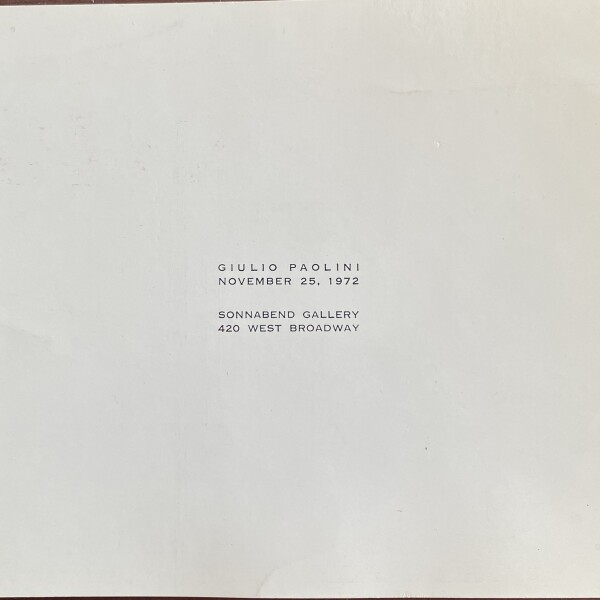 GIULIO PAOLINI
NOVEMBER 25, 1972
SONNABEND GALLERY
420 WEST BROADWAY